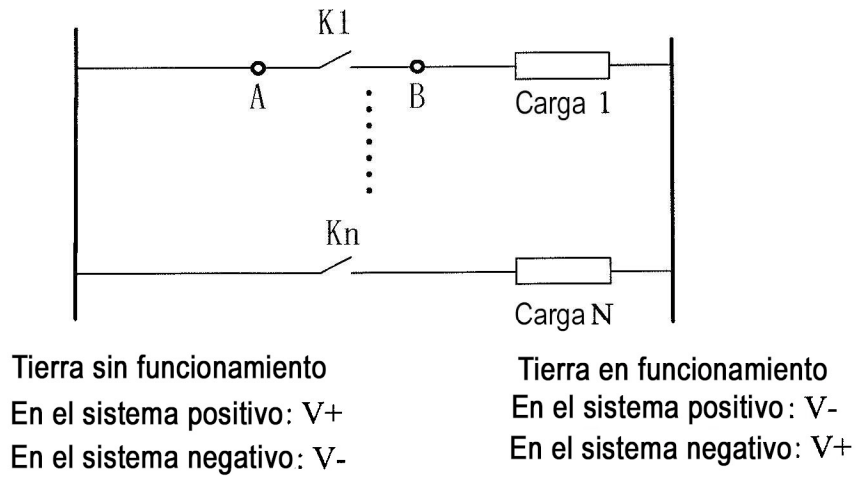 K1
A
B
Carga 1
Kn
Carga N
Tierra sin funcionamiento
En el sistema positivo: V+
En el sistema negativo: V-
Tierra en funcionamiento
En el sistema positivo: V-
En el sistema negativo: V+